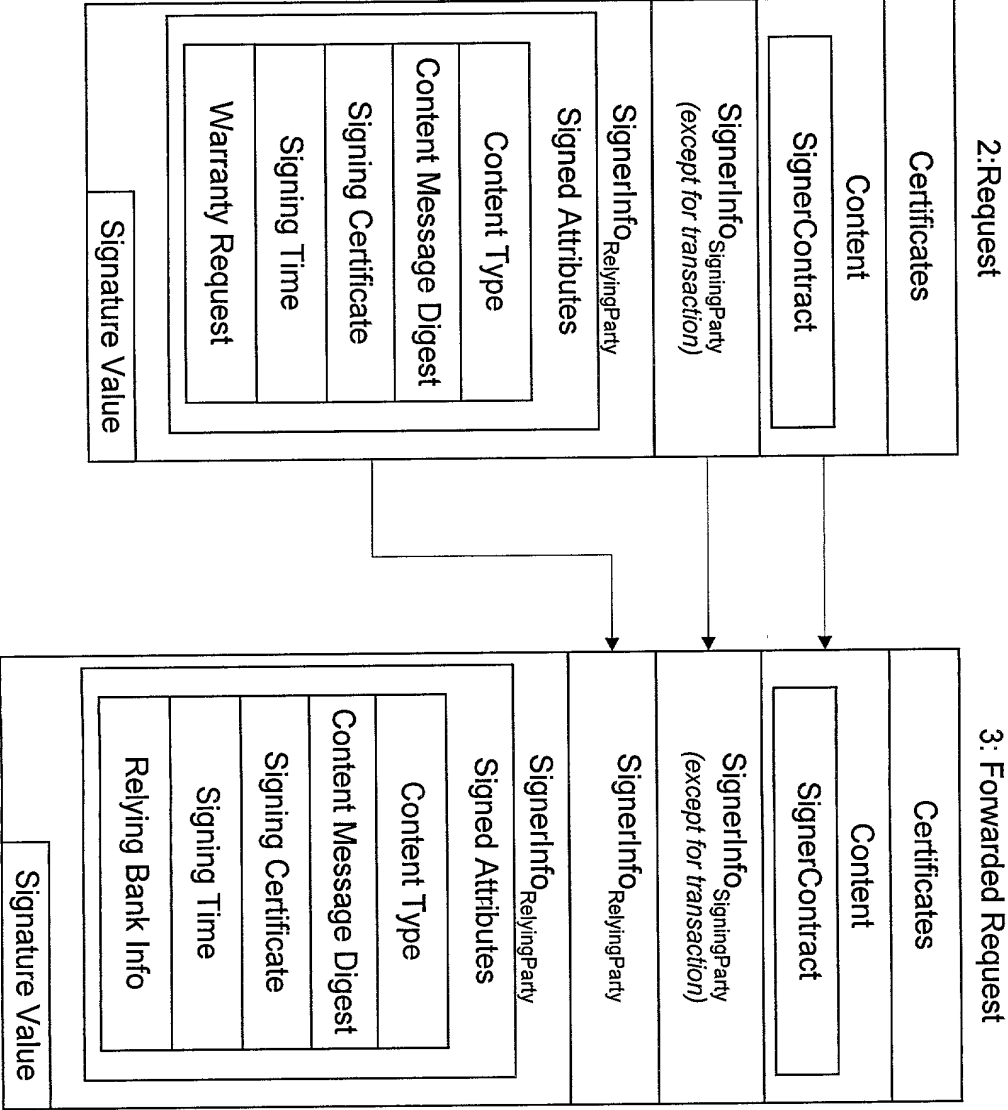 2:Request
Certificates
Content
SignerContract
SignerInfoSigningParty
(except for transaction)
SignerInfoRelyingParty
Signed Attributes
Content Type
Content Message Digest
Signing Certificate
Signing Time
Warranty Request
Signature Value
3: Forwarded Request
Certificates
Content
SignerContract
SignerInfoSigningParty
(except for transaction)
SignerInfoRelyingParty
SignerInfoRelyingParty
Signed Attributes
Content Type
Content Message Digest
Signing Certificate
Signing Time
Relying Bank Info
Signature Value